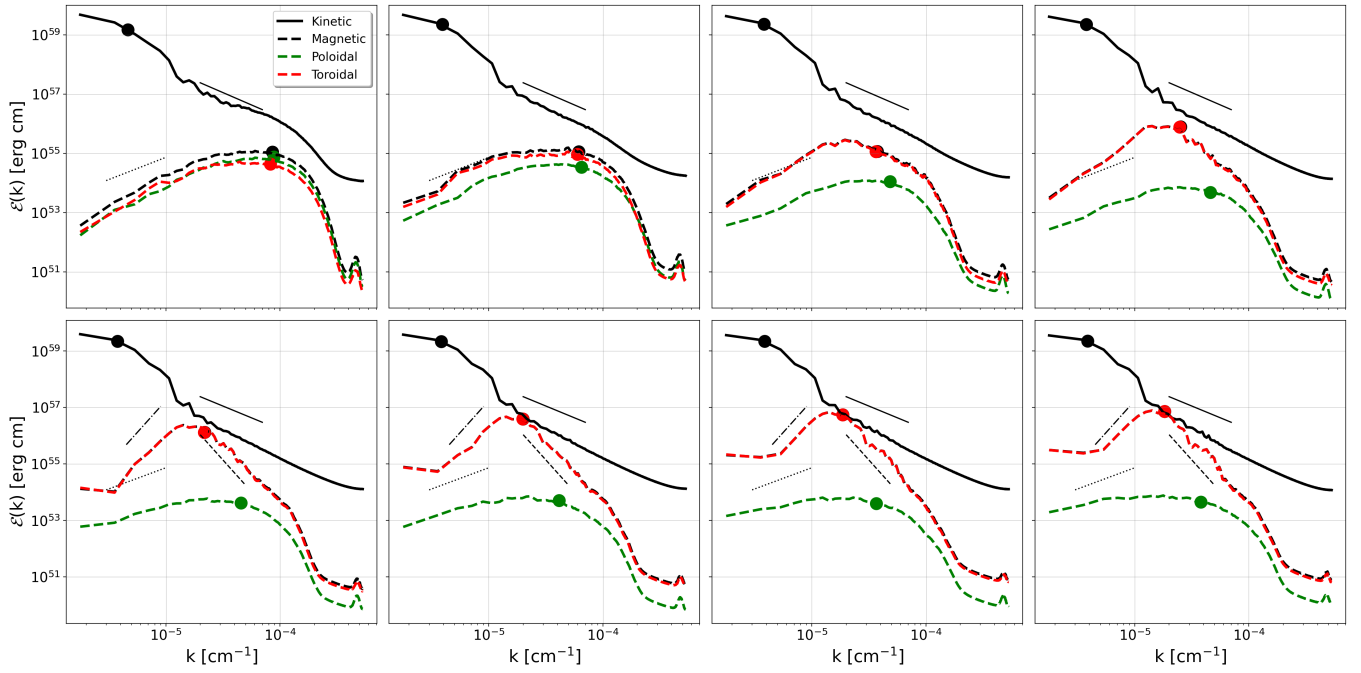 Kinetic
Magnetic
Poloidal
Toroidal
10^59
10^57
10^55
10^53
10^51
ℰ(k) [erg cm]
10^59
10^57
10^55
10^53
10^51
ℰ(k) [erg cm]
10^-5 10^-4 10^-5 10^-4 10^-5 10^-4 10^-5 10^-4
k [cm^-1] k [cm^-1] k [cm^-1] k [cm^-1]